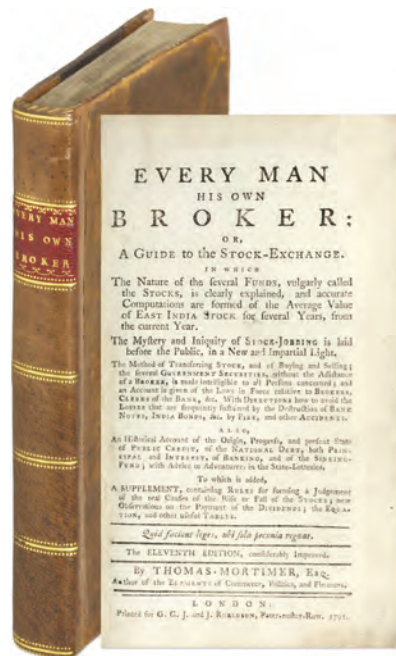 EVERY MAN
HIS OWN
BROKER
EVERY MAN
HIS OWN
BROKER:
OR,
A GUIDE to the STOCK-EXCHANGE.
IN WHICH
The Nature of the several FUNDS, vulgarly called
the STOCKS, is clearly explained, and accurate
Computations are formed of the Average Value
of EAST INDIA STOCK for several Years, from
the current Year.
The Mystery and Iniquity of STOCK-JOBBING is laid
before the Public, in a New and Impartial Light.
The Method of Transferring STOCK, and of Buying and Selling;
the several GOVERNMENT SECURITIES, without the Assistance
of a BROKER, is made intelligible to all Persons concerned; and
an Account is given of the Laws in Force relative to BROKERS,
CLERKS of the BANK, &c. With DIRECTIONS how to avoid the
LOSSES that are frequently sustained by the Destruction of BANK
NOTES, INDIA BONDS, &c. by FIRE, and other ACCIDENTS.
ALSO,
An Historical Account of the Origin, Progress, and present State
of PUBLIC CREDIT, of the NATIONAL DEBT, both PRIN-
CIPAL and INTEREST, of BANKING, and of the SINKING-
FUND; with Advice to Adventurers in the State-Lotteries.
To which is added,
A SUPPLEMENT, containing RULES for forming a Judgement
of the real Causes of the Rise or Fall of the STOCKS; new
Observations on the Payment of the DIVIDENDS; the EQUA-
TION, and other useful TABLES.
Quid faciunt leges, ubi sola pecunia regnat.
The ELEVENTH EDITION, considerably Improved.
By THOMAS MORTIMER, Esq.
Author of the ELEMENTS of Commerce, Politics, and Finances.
LONDON:
Printed for G. G. J. and J. ROBINSON, Pater-noster-Row.